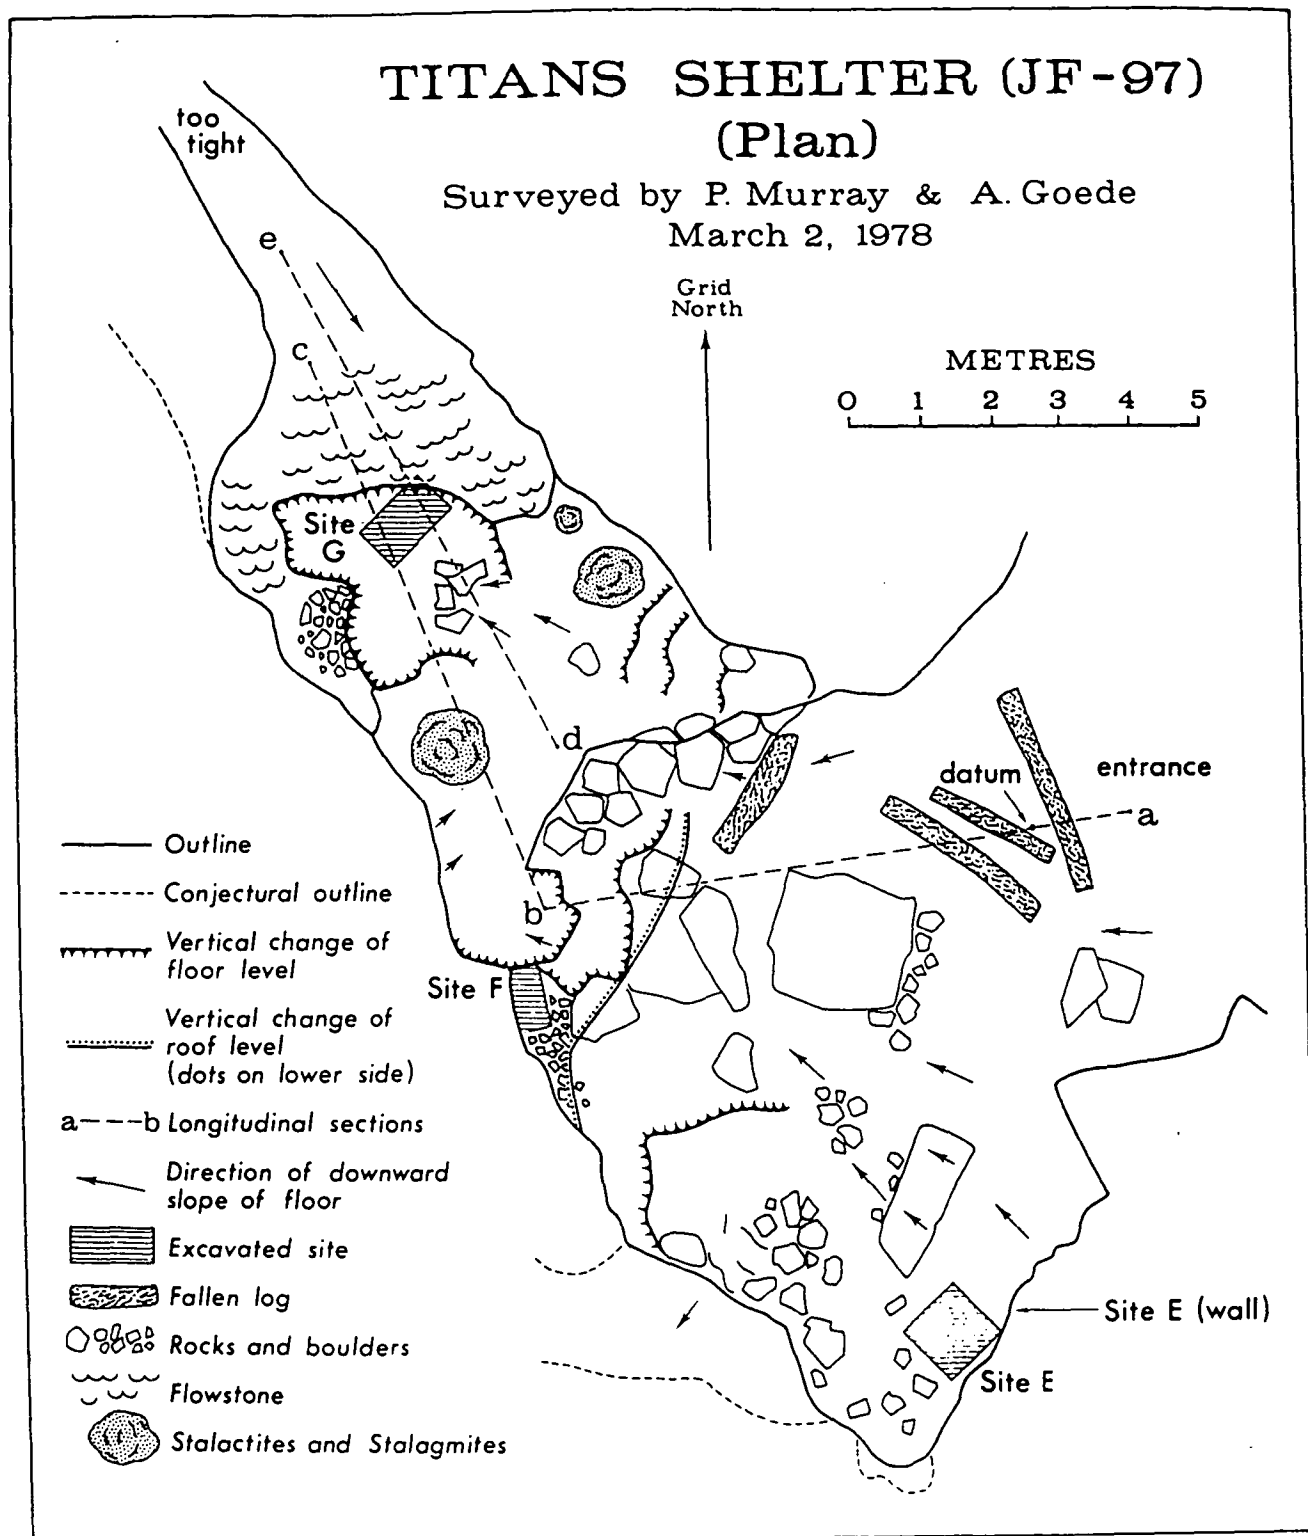 TITANS SHELTER (JF-97)
(Plan)
Surveyed by P. Murray & A. Goede
March 2, 1978
too
tight
Grid
North
METRES
0 1 2 3 4 5
e
c
Site
G
d
datum
entrance
a
b
Site F
Site E (wall)
Site E
Outline
Conjectural outline
Vertical change of
floor level
Vertical change of
roof level
(dots on lower side)
a---b Longitudinal sections
Direction of downward
slope of floor
Excavated site
Fallen log
Rocks and boulders
Flowstone
Stalactites and Stalagmites